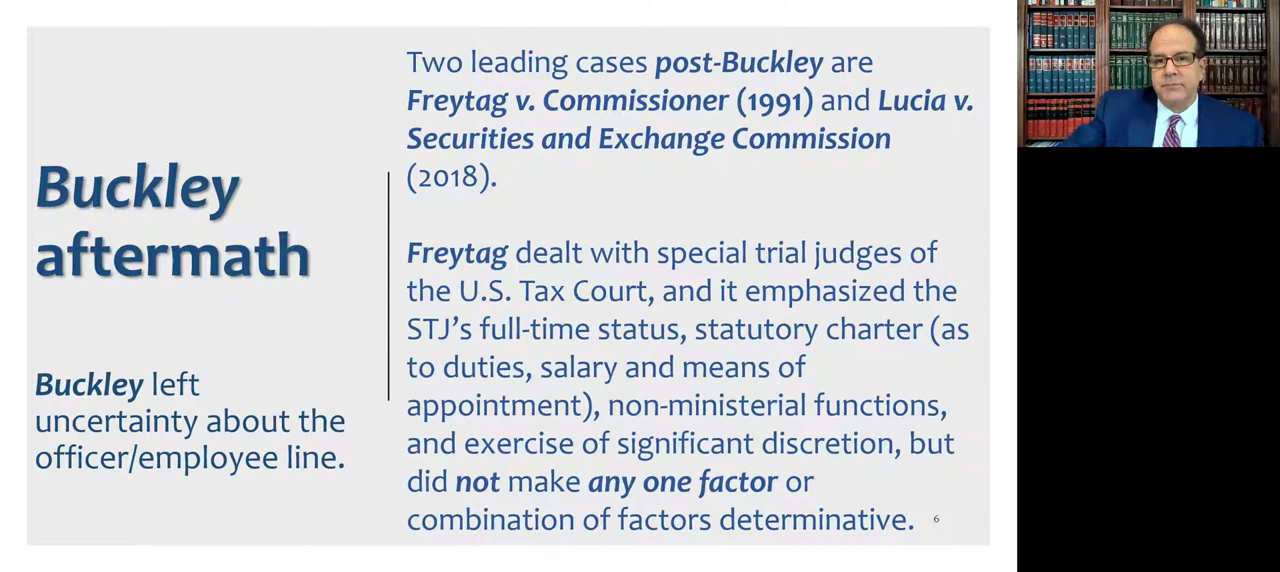 Buckley
aftermath
Buckley left
uncertainty about the
officer/employee line.
Two leading cases post-Buckley are
Freytag v. Commissioner (1991) and Lucia v.
Securities and Exchange Commission
(2018).
Freytag dealt with special trial judges of
the U.S. Tax Court, and it emphasized the
STJ’s full-time status, statutory charter (as
to duties, salary and means of
appointment), non-ministerial functions,
and exercise of significant discretion, but
did not make any one factor or
combination of factors determinative.
6